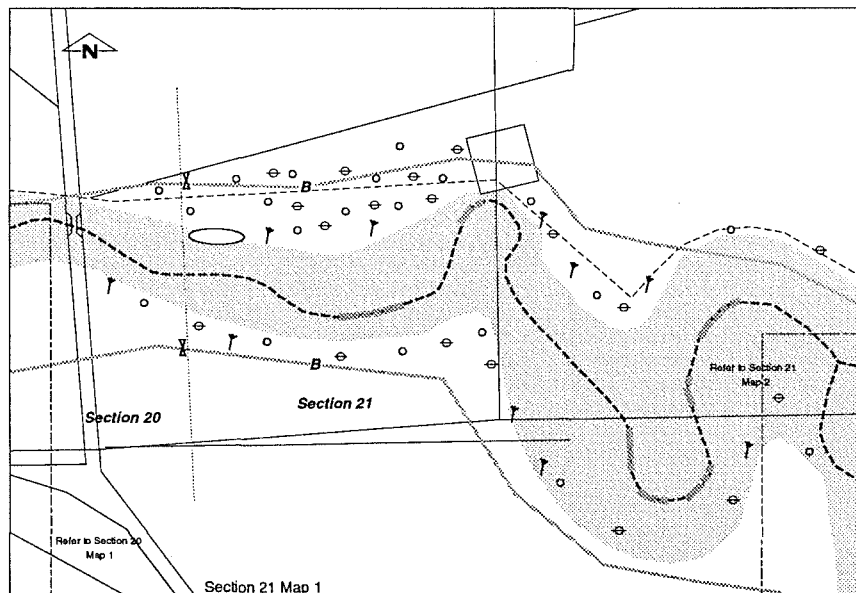 N
B
Refer to Section 21
Map 2
B
Section 21
Section 20
Refer to Section 20
Map 1
Section 21 Map 1